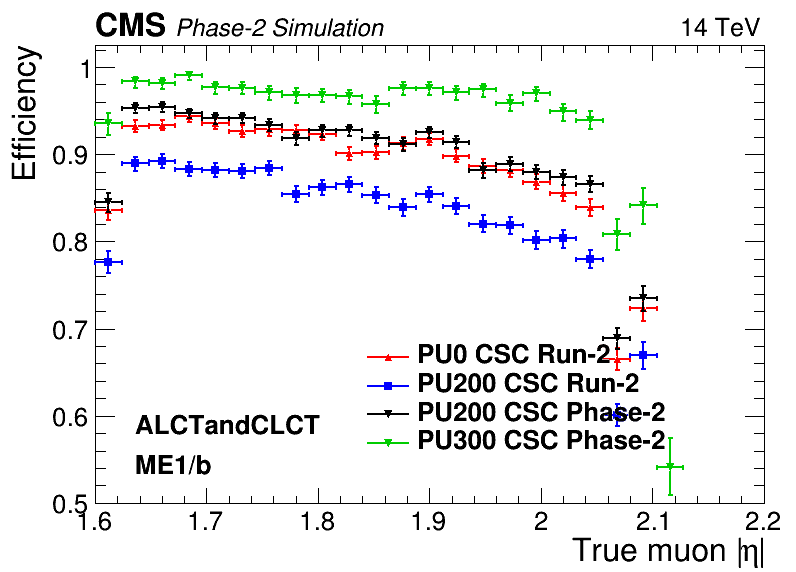 CMS Phase-2 Simulation 14 TeV
Efficiency
1
0.9
0.8
0.7
0.6
0.5
PU0 CSC Run-2
PU200 CSC Run-2
PU200 CSC Phase-2
PU300 CSC Phase-2
ALCTandCLCT
ME1/b
1.6 1.7 1.8 1.9 2 2.1 2.2
True muon |η|